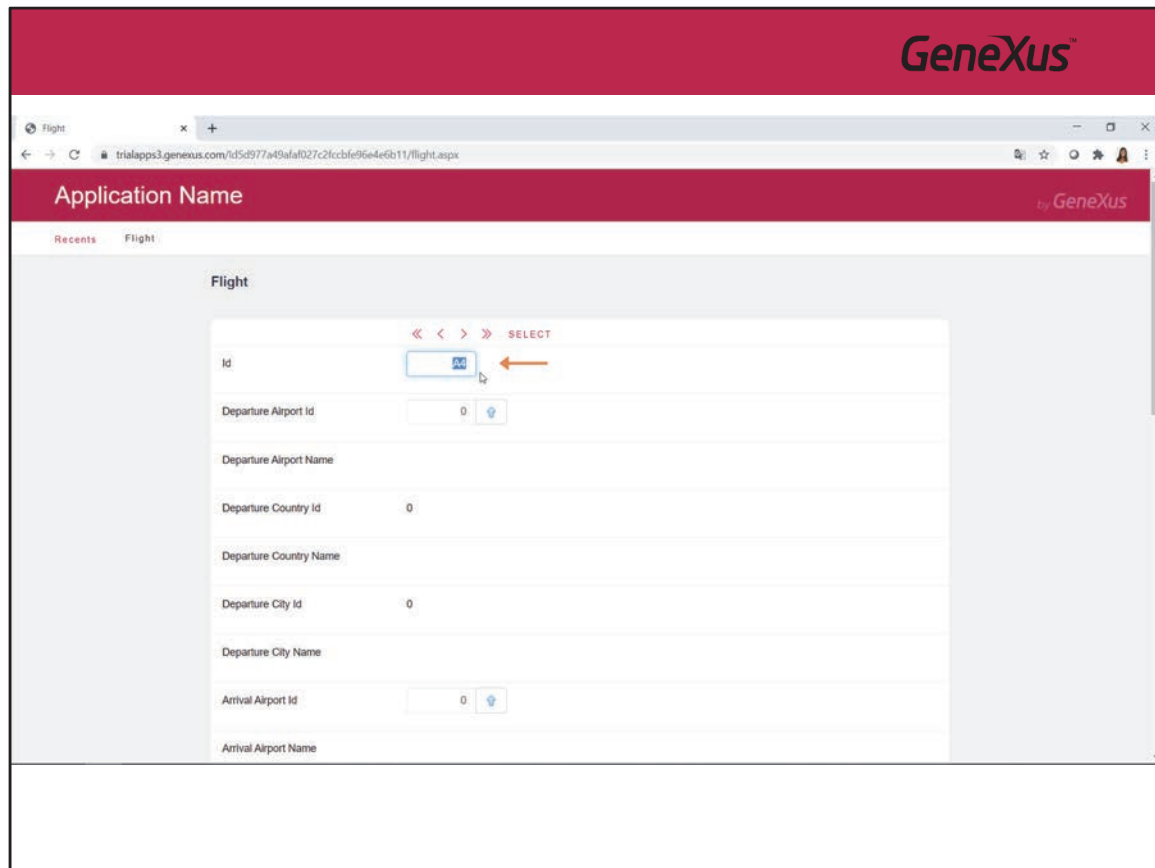 GeneXus™
Flight
trialapps3.genexus.com/Id5d977a49afaf027c2fccbfe96e4e6b11/flight.aspx
Application Name
by GeneXus
Recents Flight
Flight
SELECT
Id A4
Departure Airport Id 0
Departure Airport Name
Departure Country Id 0
Departure Country Name
Departure City Id 0
Departure City Name
Arrival Airport Id 0
Arrival Airport Name